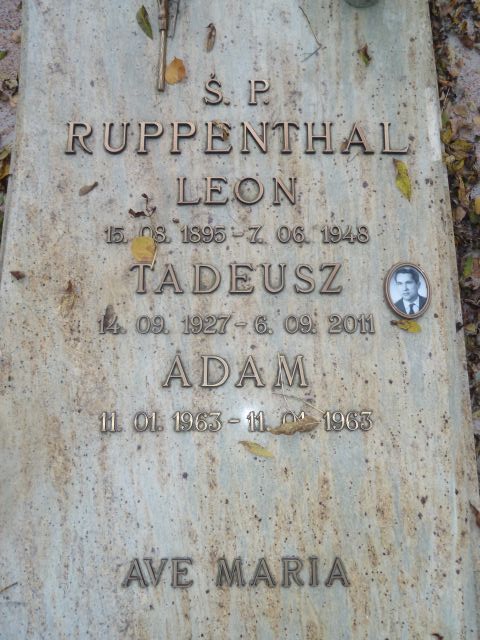 Ś. P.
RUPPENTHAL
LEON
15. 08. 1895 - 7. 06. 1948
TADEUSZ
14. 09. 1927 - 6. 09. 2011
ADAM
11. 01. 1963 - 11. 01. 1963
AVE MARIA